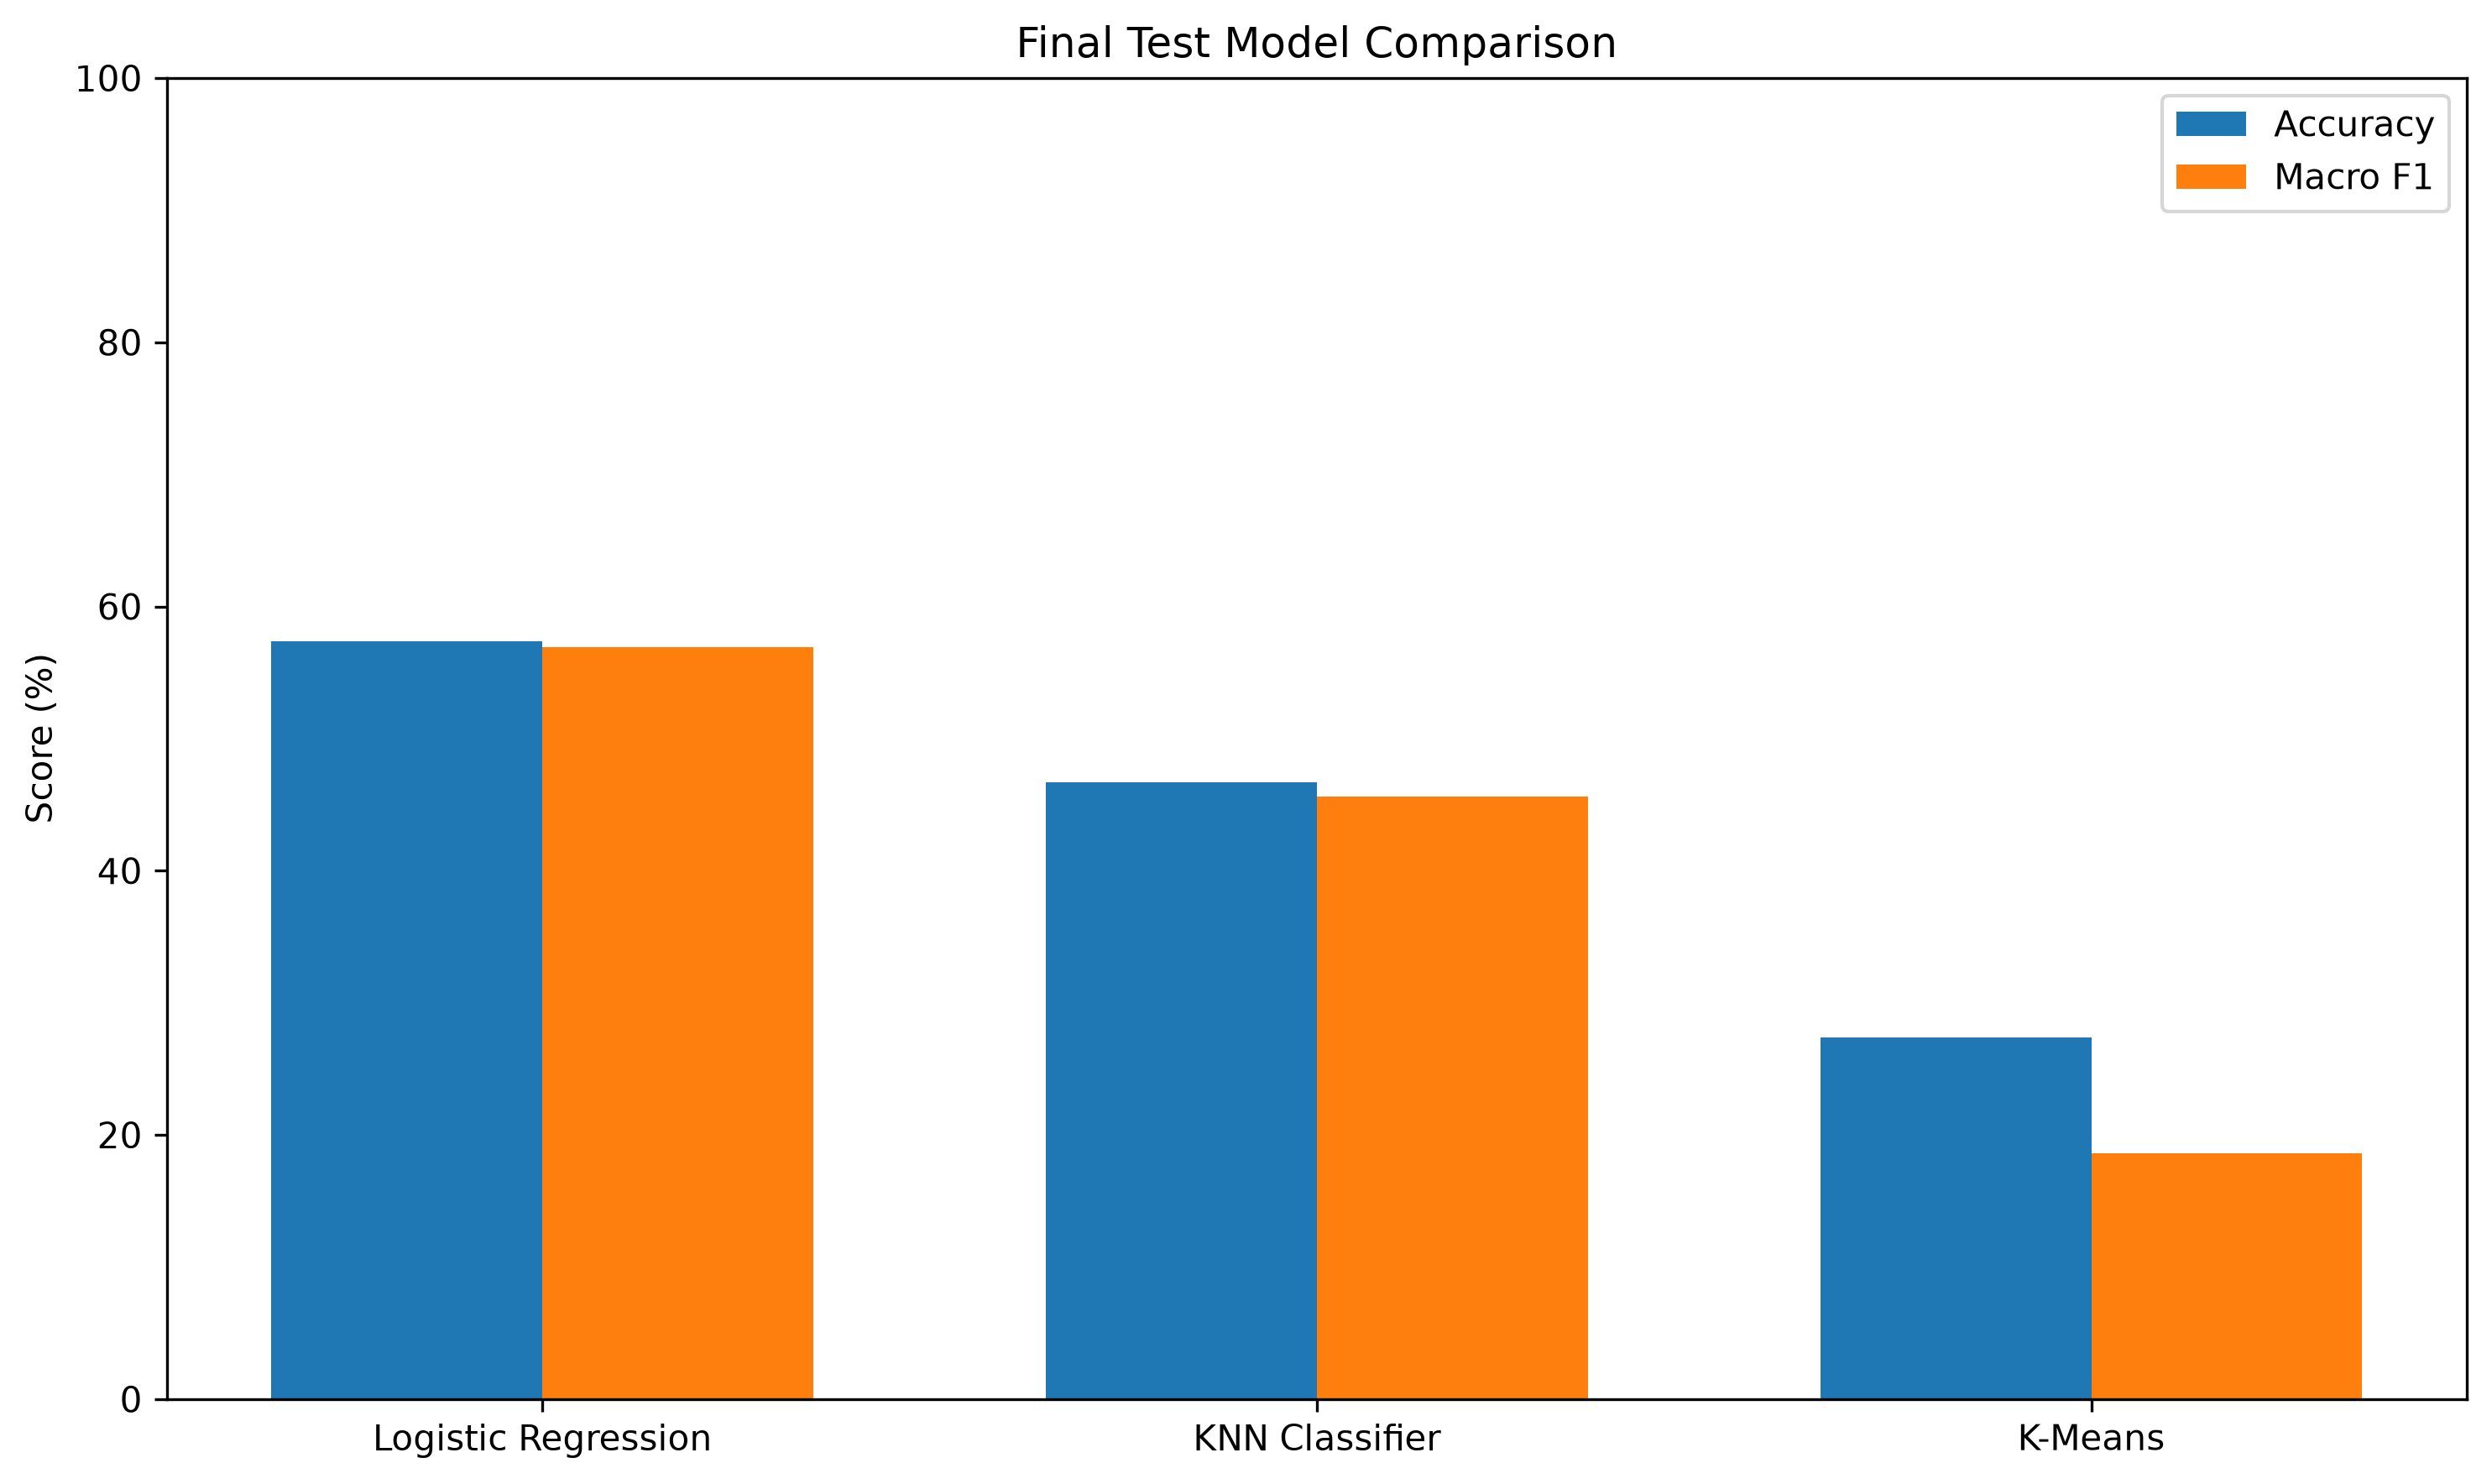 Final Test Model Comparison
100
80
60
40
20
0
Score (%)
Accuracy
Macro F1
Logistic Regression
KNN Classifier
K-Means